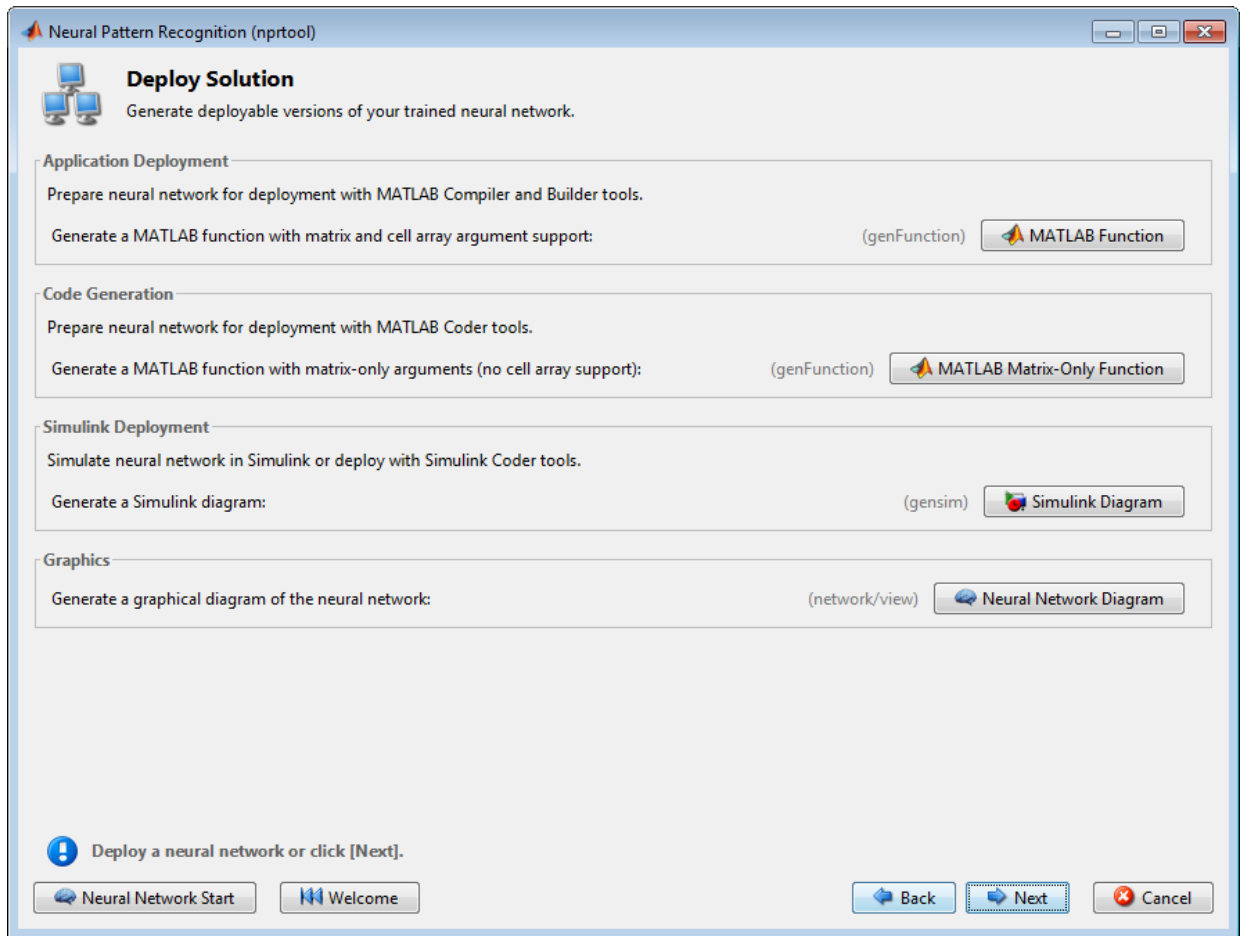 Neural Pattern Recognition (nprtool)
Deploy Solution
Generate deployable versions of your trained neural network.
Application Deployment
Prepare neural network for deployment with MATLAB Compiler and Builder tools.
Generate a MATLAB function with matrix and cell array argument support: (genFunction) MATLAB Function
Code Generation
Prepare neural network for deployment with MATLAB Coder tools.
Generate a MATLAB function with matrix-only arguments (no cell array support): (genFunction) MATLAB Matrix-Only Function
Simulink Deployment
Simulate neural network in Simulink or deploy with Simulink Coder tools.
Generate a Simulink diagram: (gensim) Simulink Diagram
Graphics
Generate a graphical diagram of the neural network: (network/view) Neural Network Diagram
Deploy a neural network or click [Next].
Neural Network Start Welcome Back Next Cancel